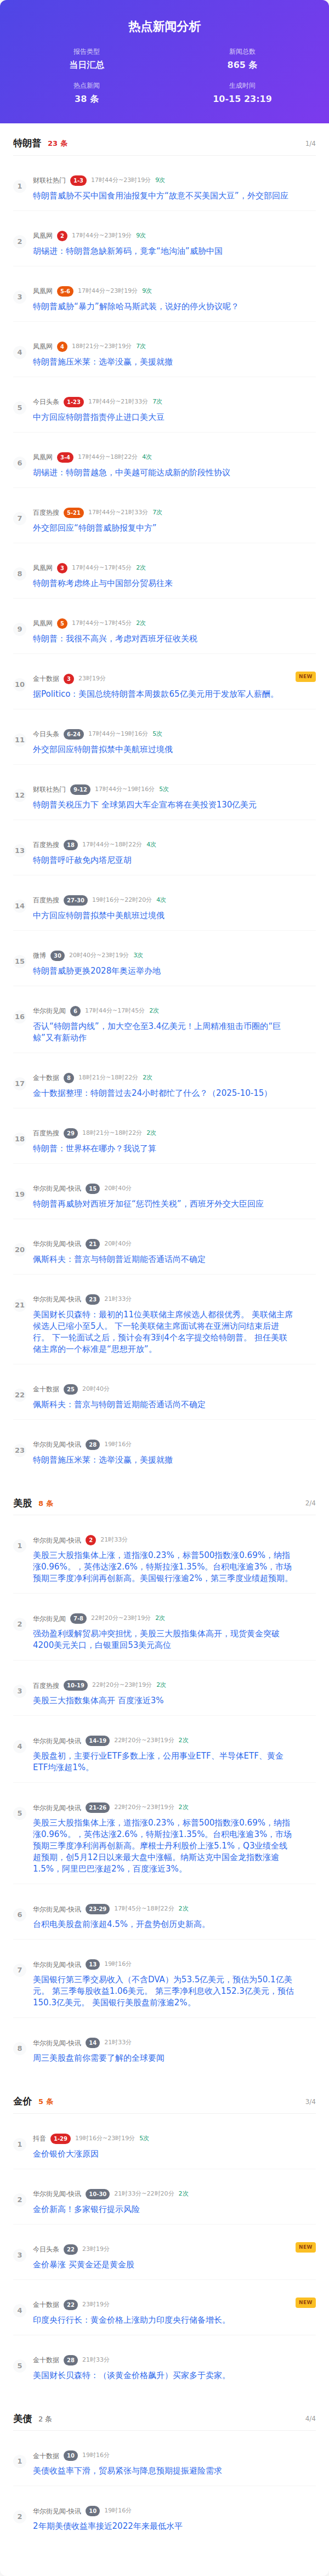 热点新闻分析
报告类型
当日汇总
新闻总数
865 条
热点新闻
38 条
生成时间
10-15 23:19
特朗普 23 条 1/4
1
财联社热门 1-3 17时44分~23时19分 9次
特朗普威胁不买中国食用油报复中方“故意不买美国大豆”，外交部回应
2
凤凰网 2 17时44分~23时19分 9次
胡锡进：特朗普急缺新筹码，竟拿“地沟油”威胁中国
3
凤凰网 5-6 17时44分~23时19分 9次
特朗普威胁“暴力”解除哈马斯武装，说好的停火协议呢？
4
凤凰网 4 18时21分~23时19分 7次
特朗普施压米莱：选举没赢，美援就撤
5
今日头条 1-23 17时44分~21时33分 7次
中方回应特朗普指责停止进口美大豆
6
凤凰网 3-4 17时44分~18时22分 4次
胡锡进：特朗普越急，中美越可能达成新的阶段性协议
7
百度热搜 5-21 17时44分~21时33分 7次
外交部回应“特朗普威胁报复中方”
8
凤凰网 3 17时44分~17时45分 2次
特朗普称考虑终止与中国部分贸易往来
9
凤凰网 5 17时44分~17时45分 2次
特朗普：我很不高兴，考虑对西班牙征收关税
NEW
10
金十数据 3 23时19分
据Politico：美国总统特朗普本周拨款65亿美元用于发放军人薪酬。
11
今日头条 6-24 17时44分~19时16分 5次
外交部回应特朗普拟禁中美航班过境俄
12
财联社热门 9-12 17时44分~19时16分 5次
特朗普关税压力下 全球第四大车企宣布将在美投资130亿美元
13
百度热搜 18 17时44分~18时22分 4次
特朗普呼吁赦免内塔尼亚胡
14
百度热搜 27-30 19时16分~22时20分 4次
中方回应特朗普拟禁中美航班过境俄
15
微博 30 20时40分~23时19分 3次
特朗普威胁更换2028年奥运举办地
16
华尔街见闻 6 17时44分~17时45分 2次
否认“特朗普内线”，加大空仓至3.4亿美元！上周精准狙击币圈的“巨
鲸”又有新动作
17
金十数据 8 18时21分~18时22分 2次
金十数据整理：特朗普过去24小时都忙了什么？（2025-10-15）
18
百度热搜 29 18时21分~18时22分 2次
特朗普：世界杯在哪办？我说了算
19
华尔街见闻-快讯 15 20时40分
特朗普再威胁对西班牙加征“惩罚性关税”，西班牙外交大臣回应
20
华尔街见闻-快讯 21 20时40分
佩斯科夫：普京与特朗普近期能否通话尚不确定
21
华尔街见闻-快讯 23 21时33分
美国财长贝森特：最初的11位美联储主席候选人都很优秀。 美联储主席
候选人已缩小至5人。 下一轮美联储主席面试将在亚洲访问结束后进
行。 下一轮面试之后，预计会有3到4个名字提交给特朗普。 担任美联
储主席的一个标准是“思想开放”。
22
金十数据 25 20时40分
佩斯科夫：普京与特朗普近期能否通话尚不确定
23
华尔街见闻-快讯 28 19时16分
特朗普施压米莱：选举没赢，美援就撤
美股 8 条 2/4
1
华尔街见闻-快讯 2 21时33分
美股三大股指集体上涨，道指涨0.23%，标普500指数涨0.69%，纳指
涨0.96%。，英伟达涨2.6%，特斯拉涨1.35%。台积电涨逾3%，市场
预期三季度净利润再创新高。美国银行涨逾2%，第三季度业绩超预期。
2
华尔街见闻 7-8 22时20分~23时19分 2次
强劲盈利缓解贸易冲突担忧，美股三大股指集体高开，现货黄金突破
4200美元关口，白银重回53美元高位
3
百度热搜 10-19 22时20分~23时19分 2次
美股三大指数集体高开 百度涨近3%
4
华尔街见闻-快讯 14-19 22时20分~23时19分 2次
美股盘初，主要行业ETF多数上涨，公用事业ETF、半导体ETF、黄金
ETF均涨超1%。
5
华尔街见闻-快讯 21-26 22时20分~23时19分 2次
美股三大股指集体上涨，道指涨0.23%，标普500指数涨0.69%，纳指
涨0.96%。，英伟达涨2.6%，特斯拉涨1.35%。台积电涨逾3%，市场
预期三季度净利润再创新高。摩根士丹利股价上涨5.1%，Q3业绩全线
超预期，创5月12日以来最大盘中涨幅。纳斯达克中国金龙指数涨逾
1.5%，阿里巴巴涨超2%，百度涨近3%。
6
华尔街见闻-快讯 23-29 17时45分~18时22分 2次
台积电美股盘前涨超4.5%，开盘势创历史新高。
7
华尔街见闻-快讯 13 19时16分
美国银行第三季交易收入（不含DVA）为53.5亿美元，预估为50.1亿美
元。 第三季每股收益1.06美元。 第三季净利息收入152.3亿美元，预估
150.3亿美元。 美国银行美股盘前涨逾2%。
8
华尔街见闻-快讯 14 21时33分
周三美股盘前你需要了解的全球要闻
金价 5 条 3/4
1
抖音 1-29 19时16分~23时19分 5次
金价银价大涨原因
2
华尔街见闻-快讯 10-30 21时33分~22时20分 2次
金价新高！多家银行提示风险
NEW
3
今日头条 22 23时19分
金价暴涨 买黄金还是黄金股
NEW
4
金十数据 22 23时19分
印度央行行长：黄金价格上涨助力印度央行储备增长。
5
金十数据 28 21时33分
美国财长贝森特：（谈黄金价格飙升）买家多于卖家。
美债 2 条 4/4
1
金十数据 10 19时16分
美债收益率下滑，贸易紧张与降息预期提振避险需求
2
华尔街见闻-快讯 10 19时16分
2年期美债收益率接近2022年来最低水平